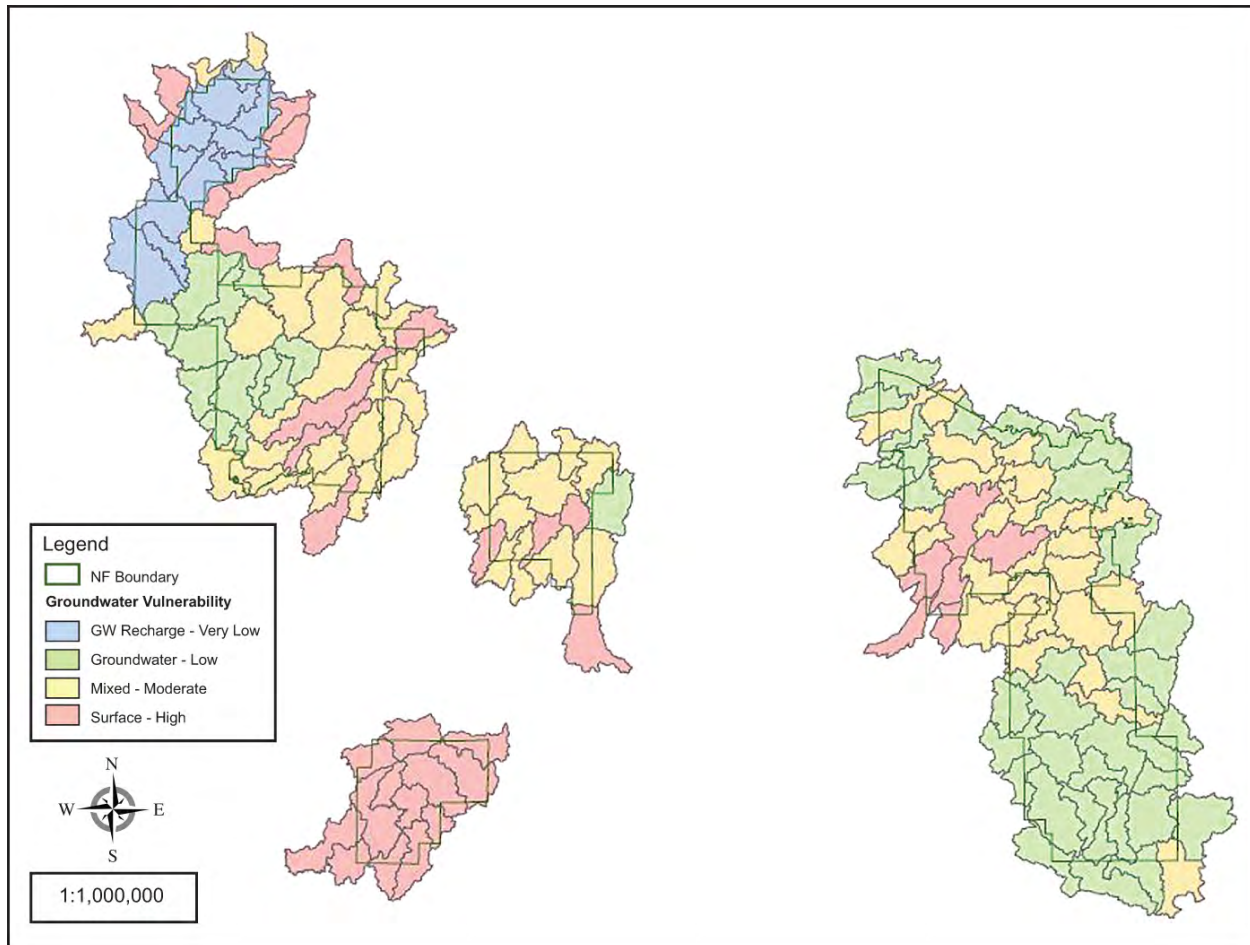 Legend
NF Boundary
Groundwater Vulnerability
GW Recharge - Very Low
Groundwater - Low
Mixed - Moderate
Surface - High
N
W E
S
1:1,000,000